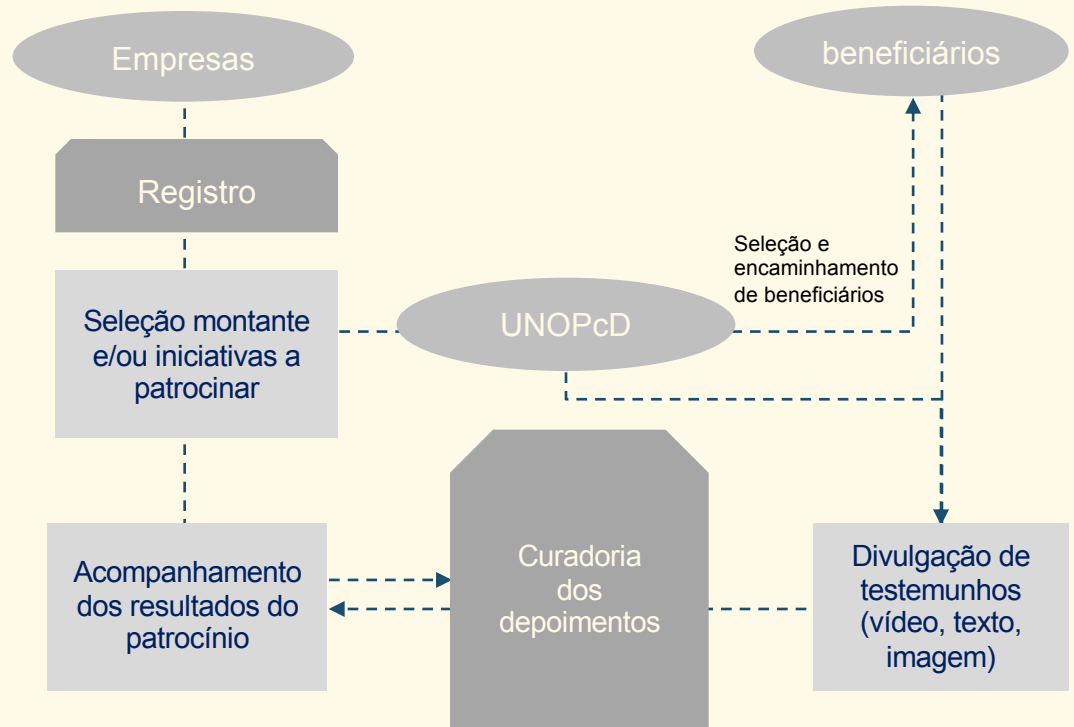 Empresas
beneficiários
Registro
Seleção e
encaminhamento
de beneficiários
Seleção montante
e/ou iniciativas a
patrocinar
UNOPcD
Acompanhamento
dos resultados do
patrocínio
Curadoria
dos
depoimentos
Divulgação de
testemunhos
(vídeo, texto,
imagem)